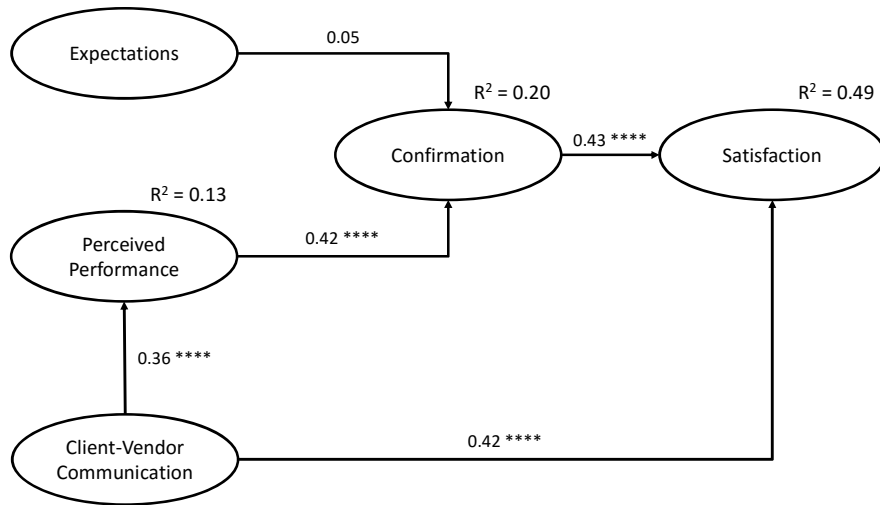 Expectations
0.05
R² = 0.20
R² = 0.49
Confirmation
0.43 ****
Satisfaction
R² = 0.13
Perceived
Performance
0.42 ****
0.36 ****
Client-Vendor
Communication
0.42 ****